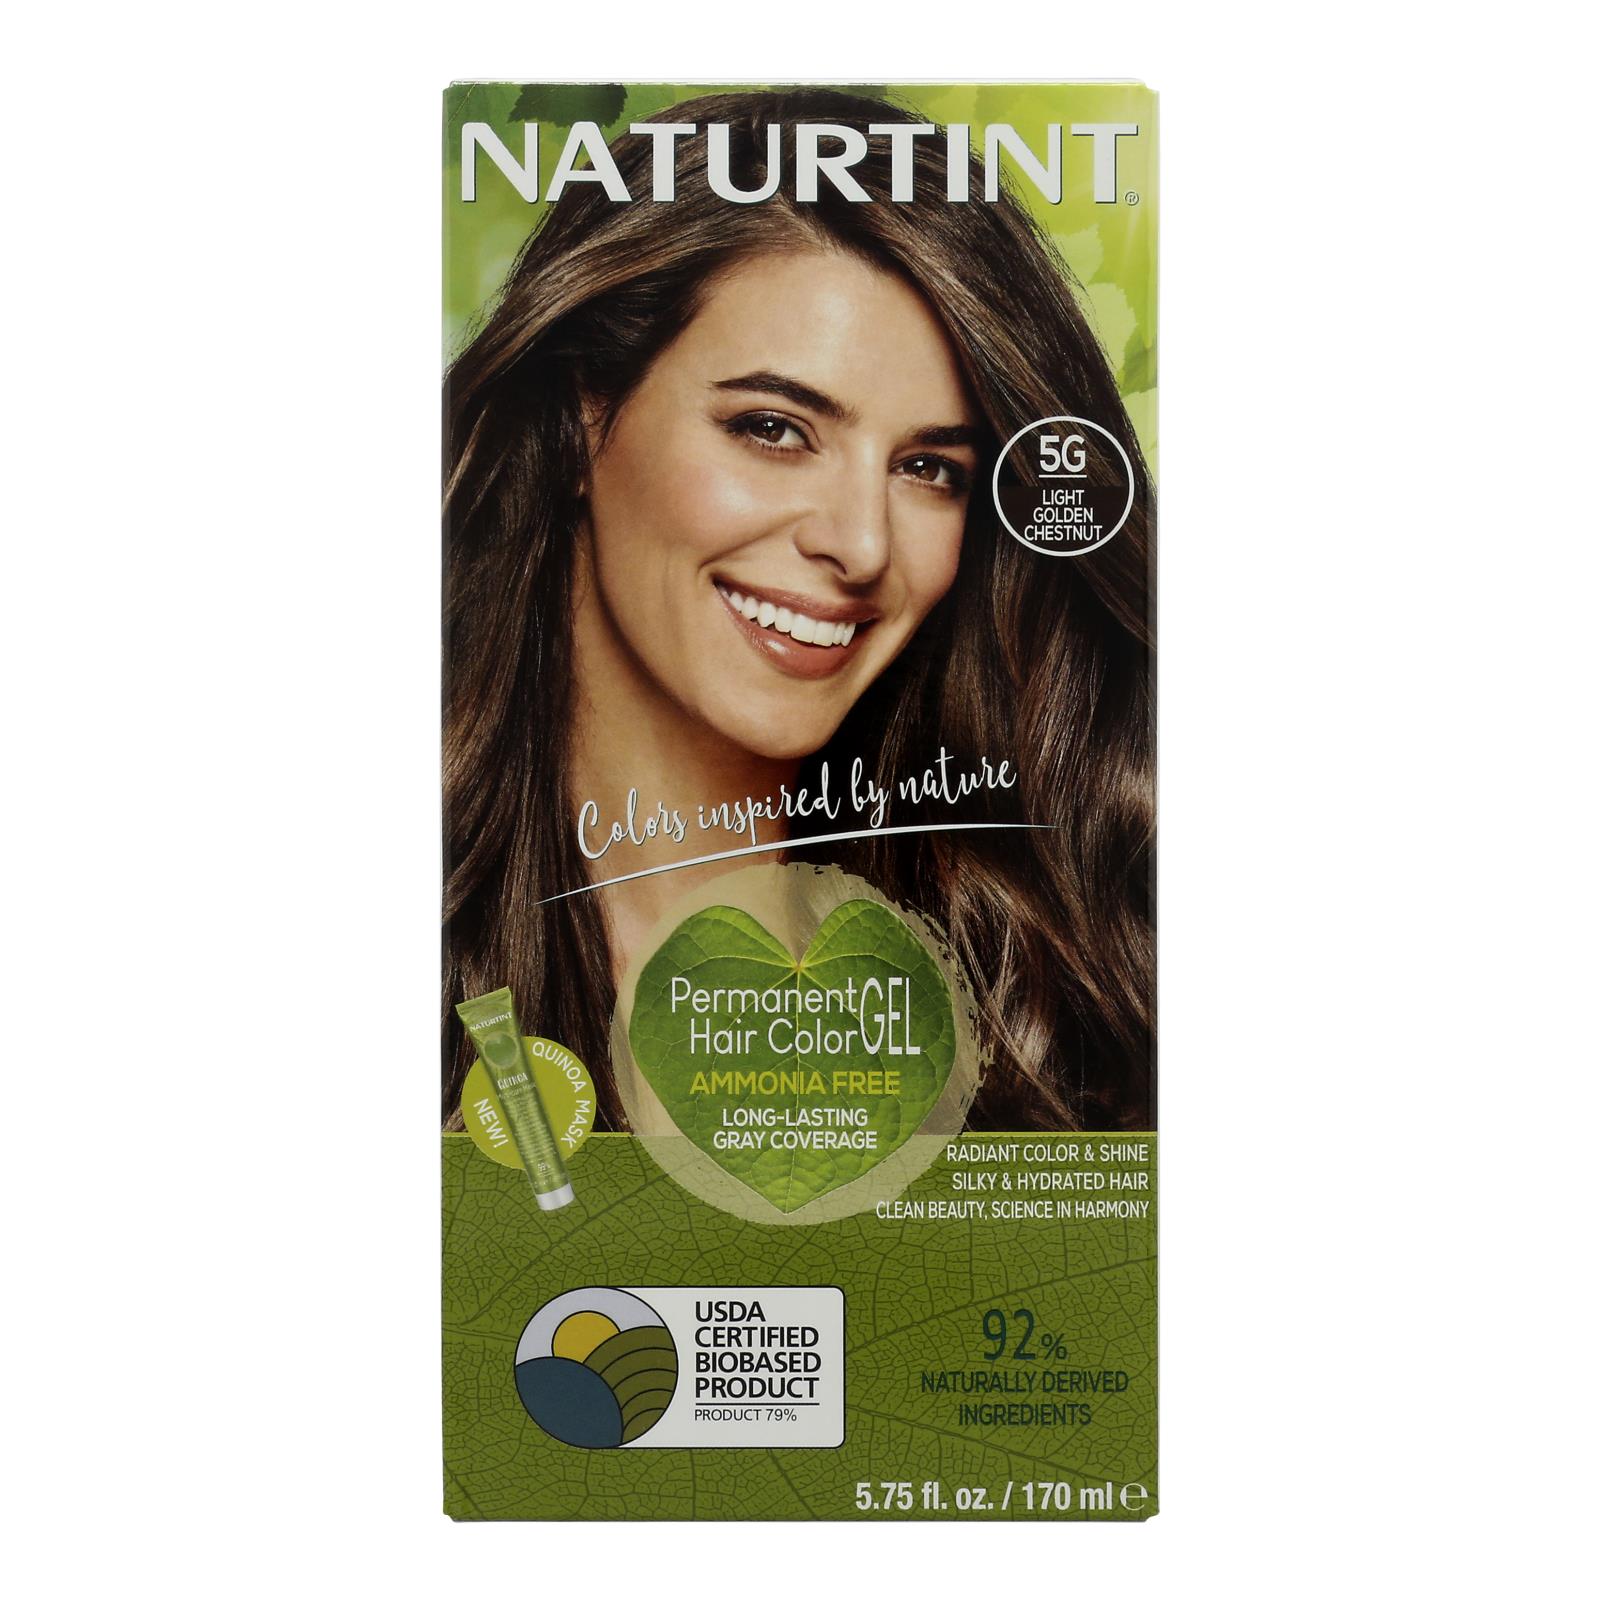 NATURTINT®
5G
LIGHT
GOLDEN
CHESTNUT
Colors inspired by nature
Permanent
Hair Color GEL
AMMONIA FREE
LONG-LASTING
GRAY COVERAGE
NATURTINT
QUINOA
NEW!
QUINOA MASK
RADIANT COLOR & SHINE
SILKY & HYDRATED HAIR
CLEAN BEAUTY, SCIENCE IN HARMONY
USDA
CERTIFIED
BIOBASED
PRODUCT
PRODUCT 79%
92%
NATURALLY DERIVED
INGREDIENTS
5.75 fl. oz. / 170 ml ℮